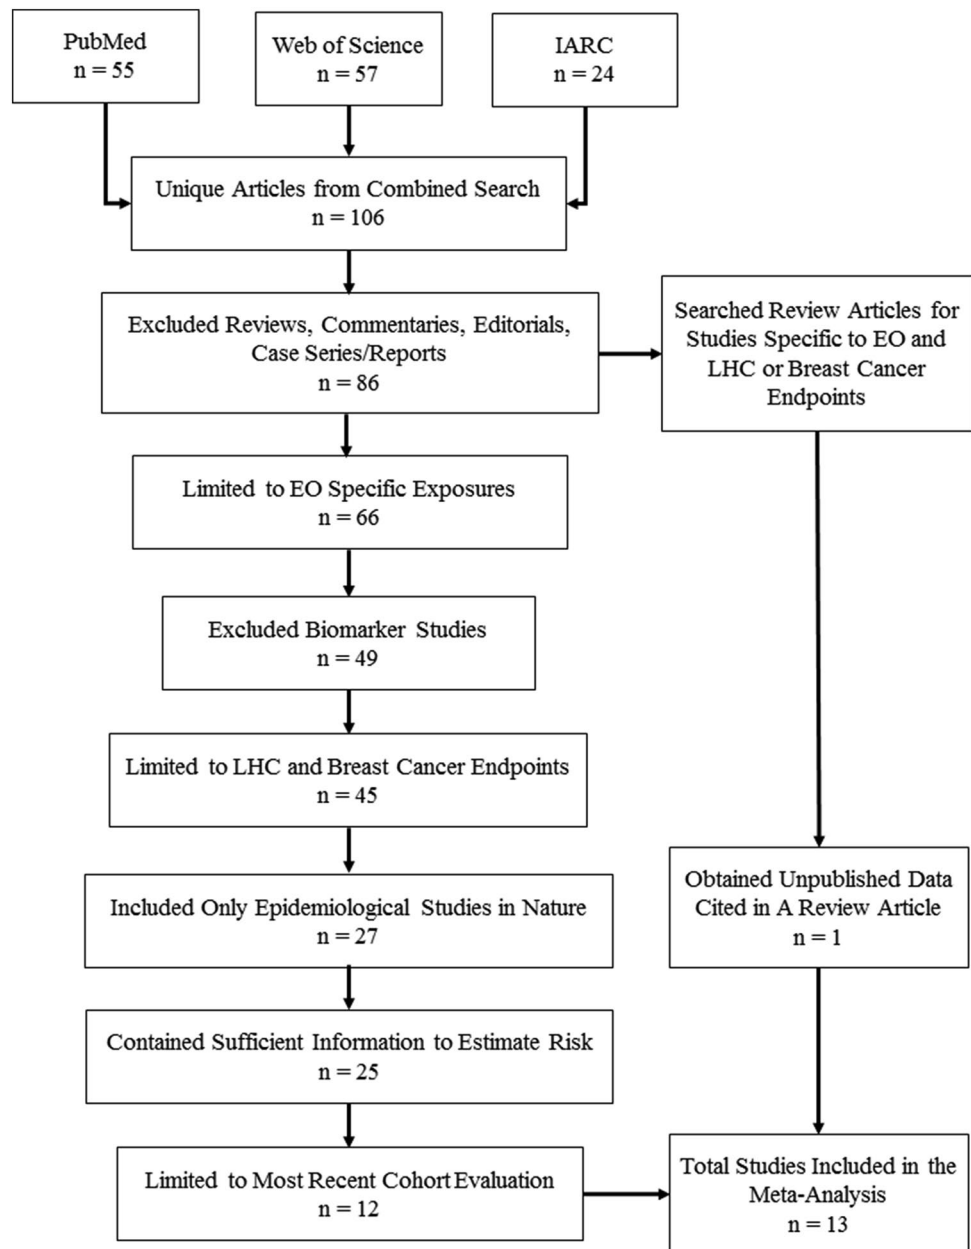 PubMed
n = 55
Web of Science
n = 57
IARC
n = 24
Unique Articles from Combined Search
n = 106
Excluded Reviews, Commentaries, Editorials,
Case Series/Reports
n = 86
Searched Review Articles for
Studies Specific to EO and
LHC or Breast Cancer
Endpoints
Limited to EO Specific Exposures
n = 66
Excluded Biomarker Studies
n = 49
Limited to LHC and Breast Cancer Endpoints
n = 45
Included Only Epidemiological Studies in Nature
n = 27
Obtained Unpublished Data
Cited in A Review Article
n = 1
Contained Sufficient Information to Estimate Risk
n = 25
Limited to Most Recent Cohort Evaluation
n = 12
Total Studies Included in the
Meta-Analysis
n = 13